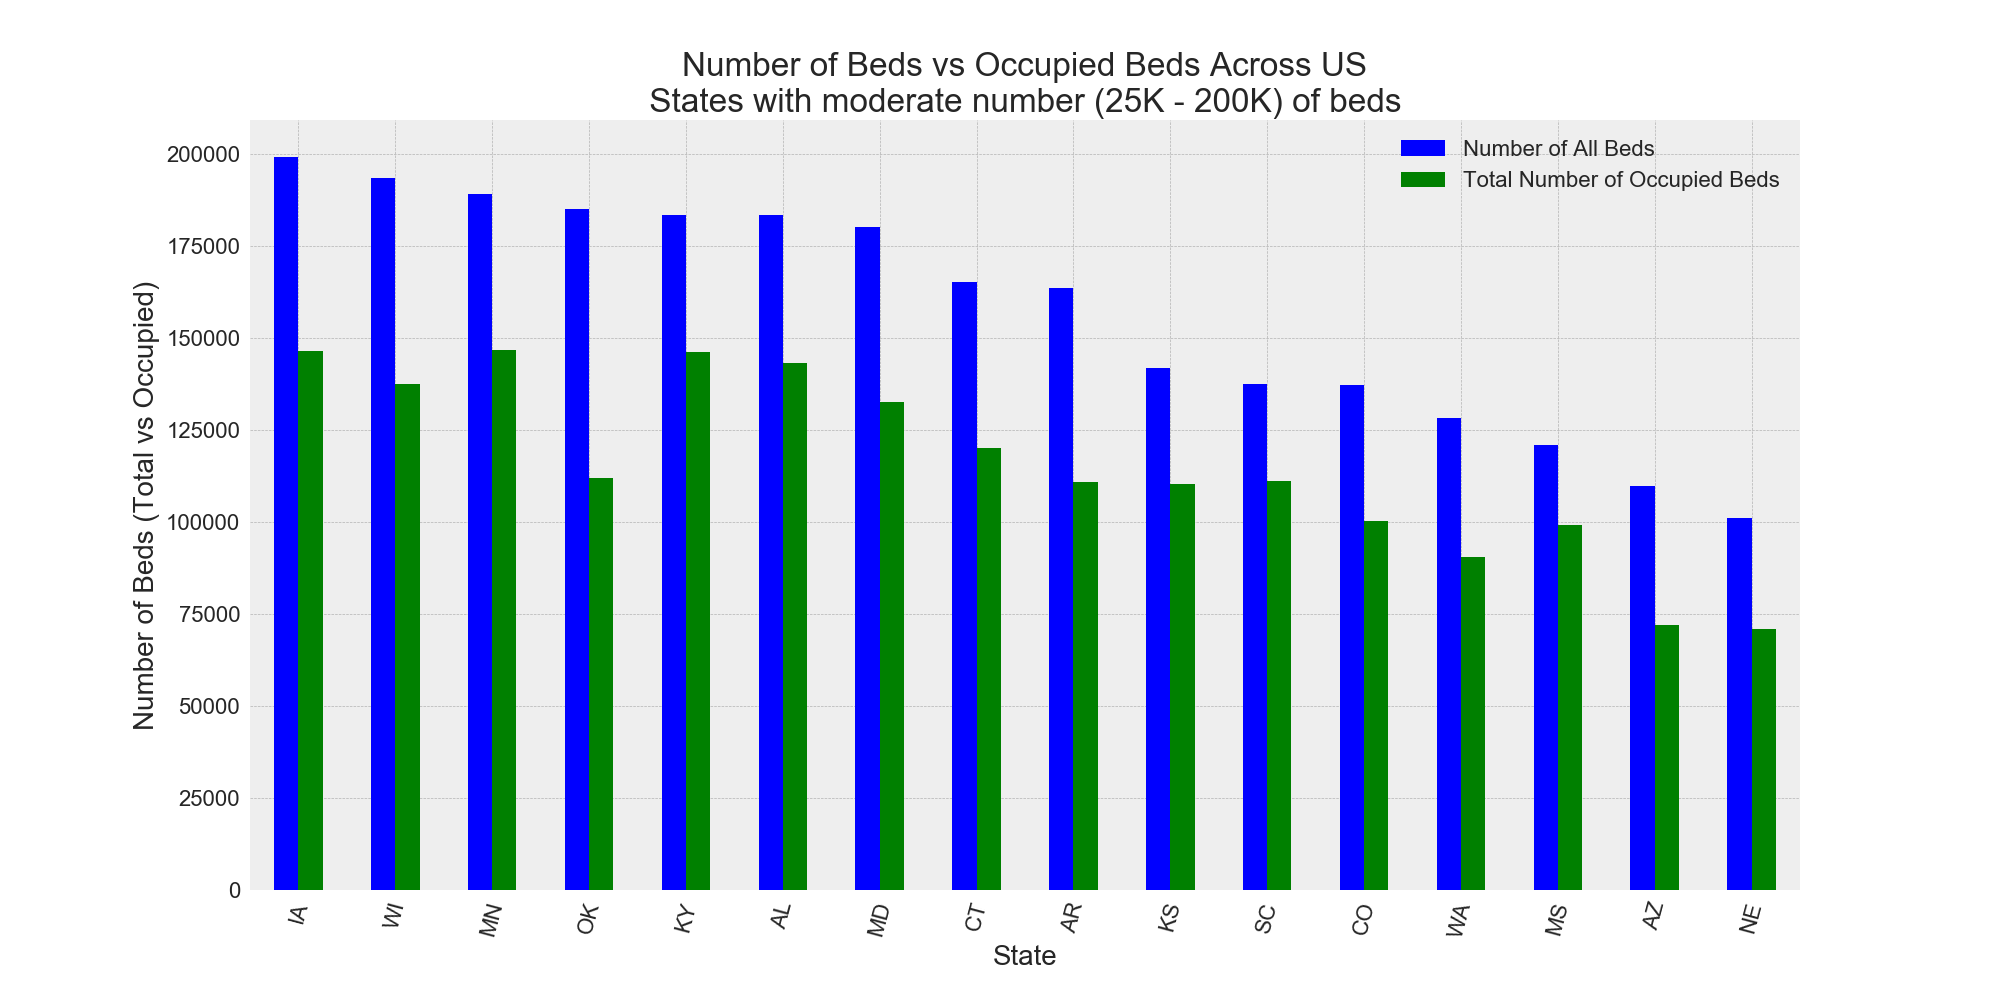 Number of Beds vs Occupied Beds Across US
States with moderate number (25K - 200K) of beds
Number of All Beds
Total Number of Occupied Beds
Number of Beds (Total vs Occupied)
200000
175000
150000
125000
100000
75000
50000
25000
0
IA WI MN OK KY AL MD CT AR KS SC CO WA MS AZ NE
State